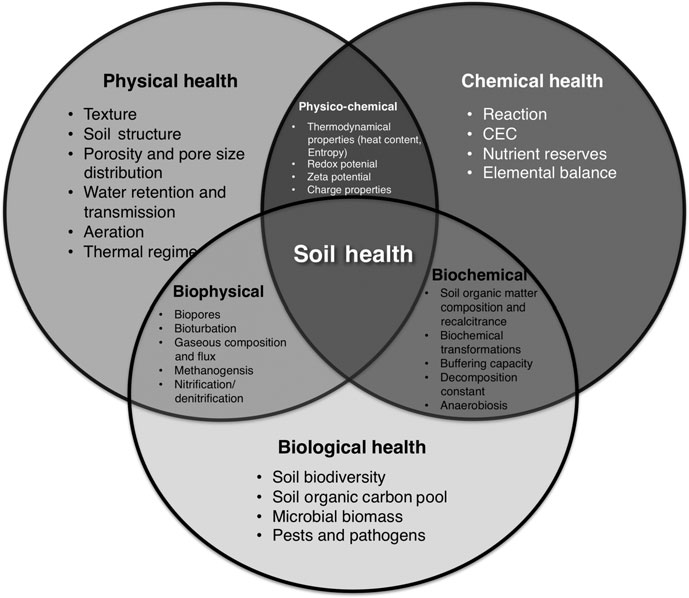 Physical health
• Texture
• Soil structure
• Porosity and pore size
distribution
• Water retention and
transmission
• Aeration
• Thermal regime
Physico-chemical
• Thermodynamical
properties (heat content,
Entropy)
• Redox potenial
• Zeta potential
• Charge properties
Chemical health
• Reaction
• CEC
• Nutrient reserves
• Elemental balance
Soil health
Biophysical
• Biopores
• Bioturbation
• Gaseous composition
and flux
• Methanogensis
• Nitrification/
denitrification
Biochemical
• Soil organic matter
composition and
recalcitrance
• Biochemical
transformations
• Buffering capacity
• Decomposition
constant
• Anaerobiosis
Biological health
• Soil biodiversity
• Soil organic carbon pool
• Microbial biomass
• Pests and pathogens